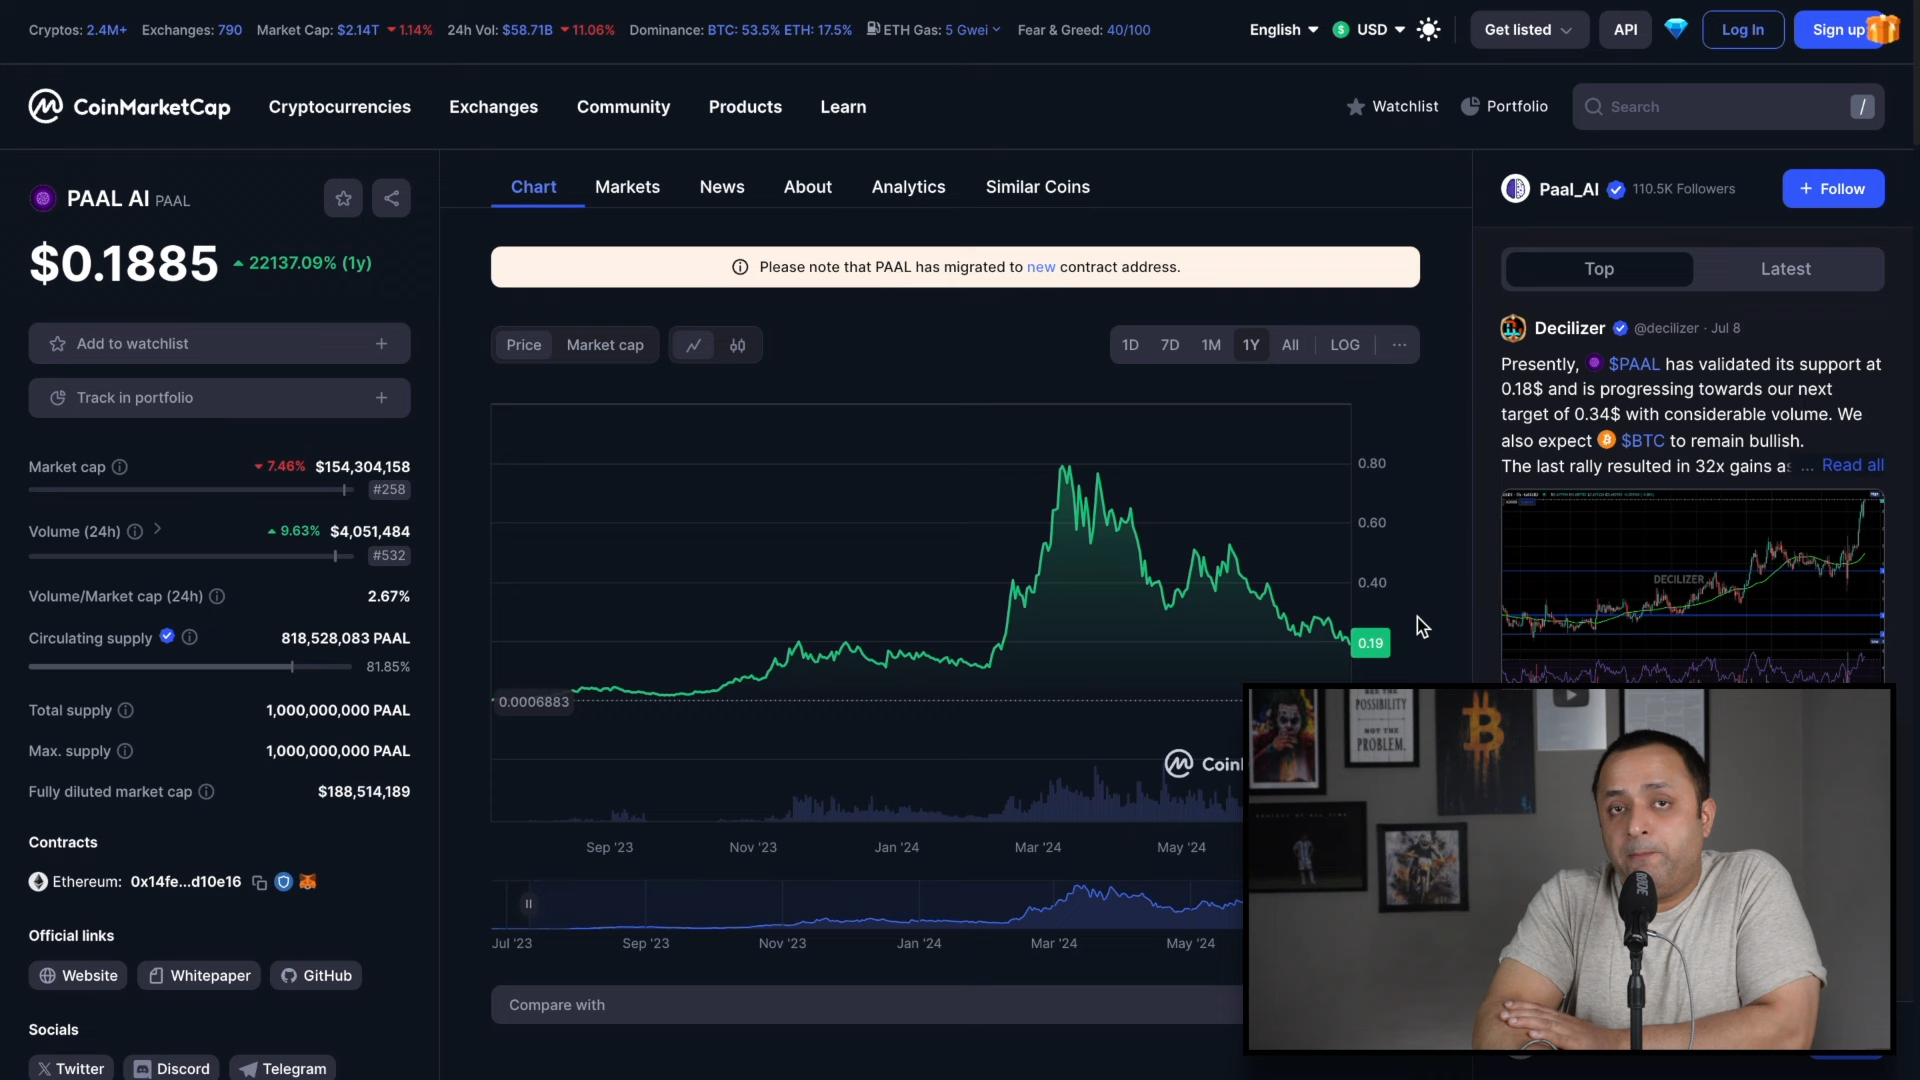 Cryptos: 2.4M+ Exchanges: 790 Market Cap: $2.14T 1.14% 24h Vol: $58.71B 11.06% Dominance: BTC: 53.5% ETH: 17.5% ETH Gas: 5 Gwei Fear & Greed: 40/100
English $ USD Get listed API Log In Sign up
CoinMarketCap Cryptocurrencies Exchanges Community Products Learn Watchlist Portfolio Search /
PAAL AI PAAL
$0.1885 22137.09% (1y)
Add to watchlist +
Track in portfolio +
Market cap 7.46% $154,304,158
#258
Volume (24h) 9.63% $4,051,484
#532
Volume/Market cap (24h) 2.67%
Circulating supply 818,528,083 PAAL
81.85%
Total supply 1,000,000,000 PAAL
Max. supply 1,000,000,000 PAAL
Fully diluted market cap $188,514,189
Contracts
Ethereum: 0x14fe...d10e16
Official links
Website Whitepaper GitHub
Socials
Twitter Discord Telegram
Chart Markets News About Analytics Similar Coins
Please note that PAAL has migrated to new contract address.
Price Market cap 1D 7D 1M 1Y All LOG ...
0.80
0.60
0.40
0.19
0.0006883
Coin
Sep '23 Nov '23 Jan '24 Mar '24 May '24
Jul '23 Sep '23 Nov '23 Jan '24 Mar '24 May '24
Compare with
Paal_AI 110.5K Followers + Follow
Top Latest
Decilizer @decilizer · Jul 8
Presently, $PAAL has validated its support at
0.18$ and is progressing towards our next
target of 0.34$ with considerable volume. We
also expect $BTC to remain bullish.
The last rally resulted in 32x gains as ... Read all
DECILIZER
POSSIBILITY
NOT THE
PROBLEM.
RODE